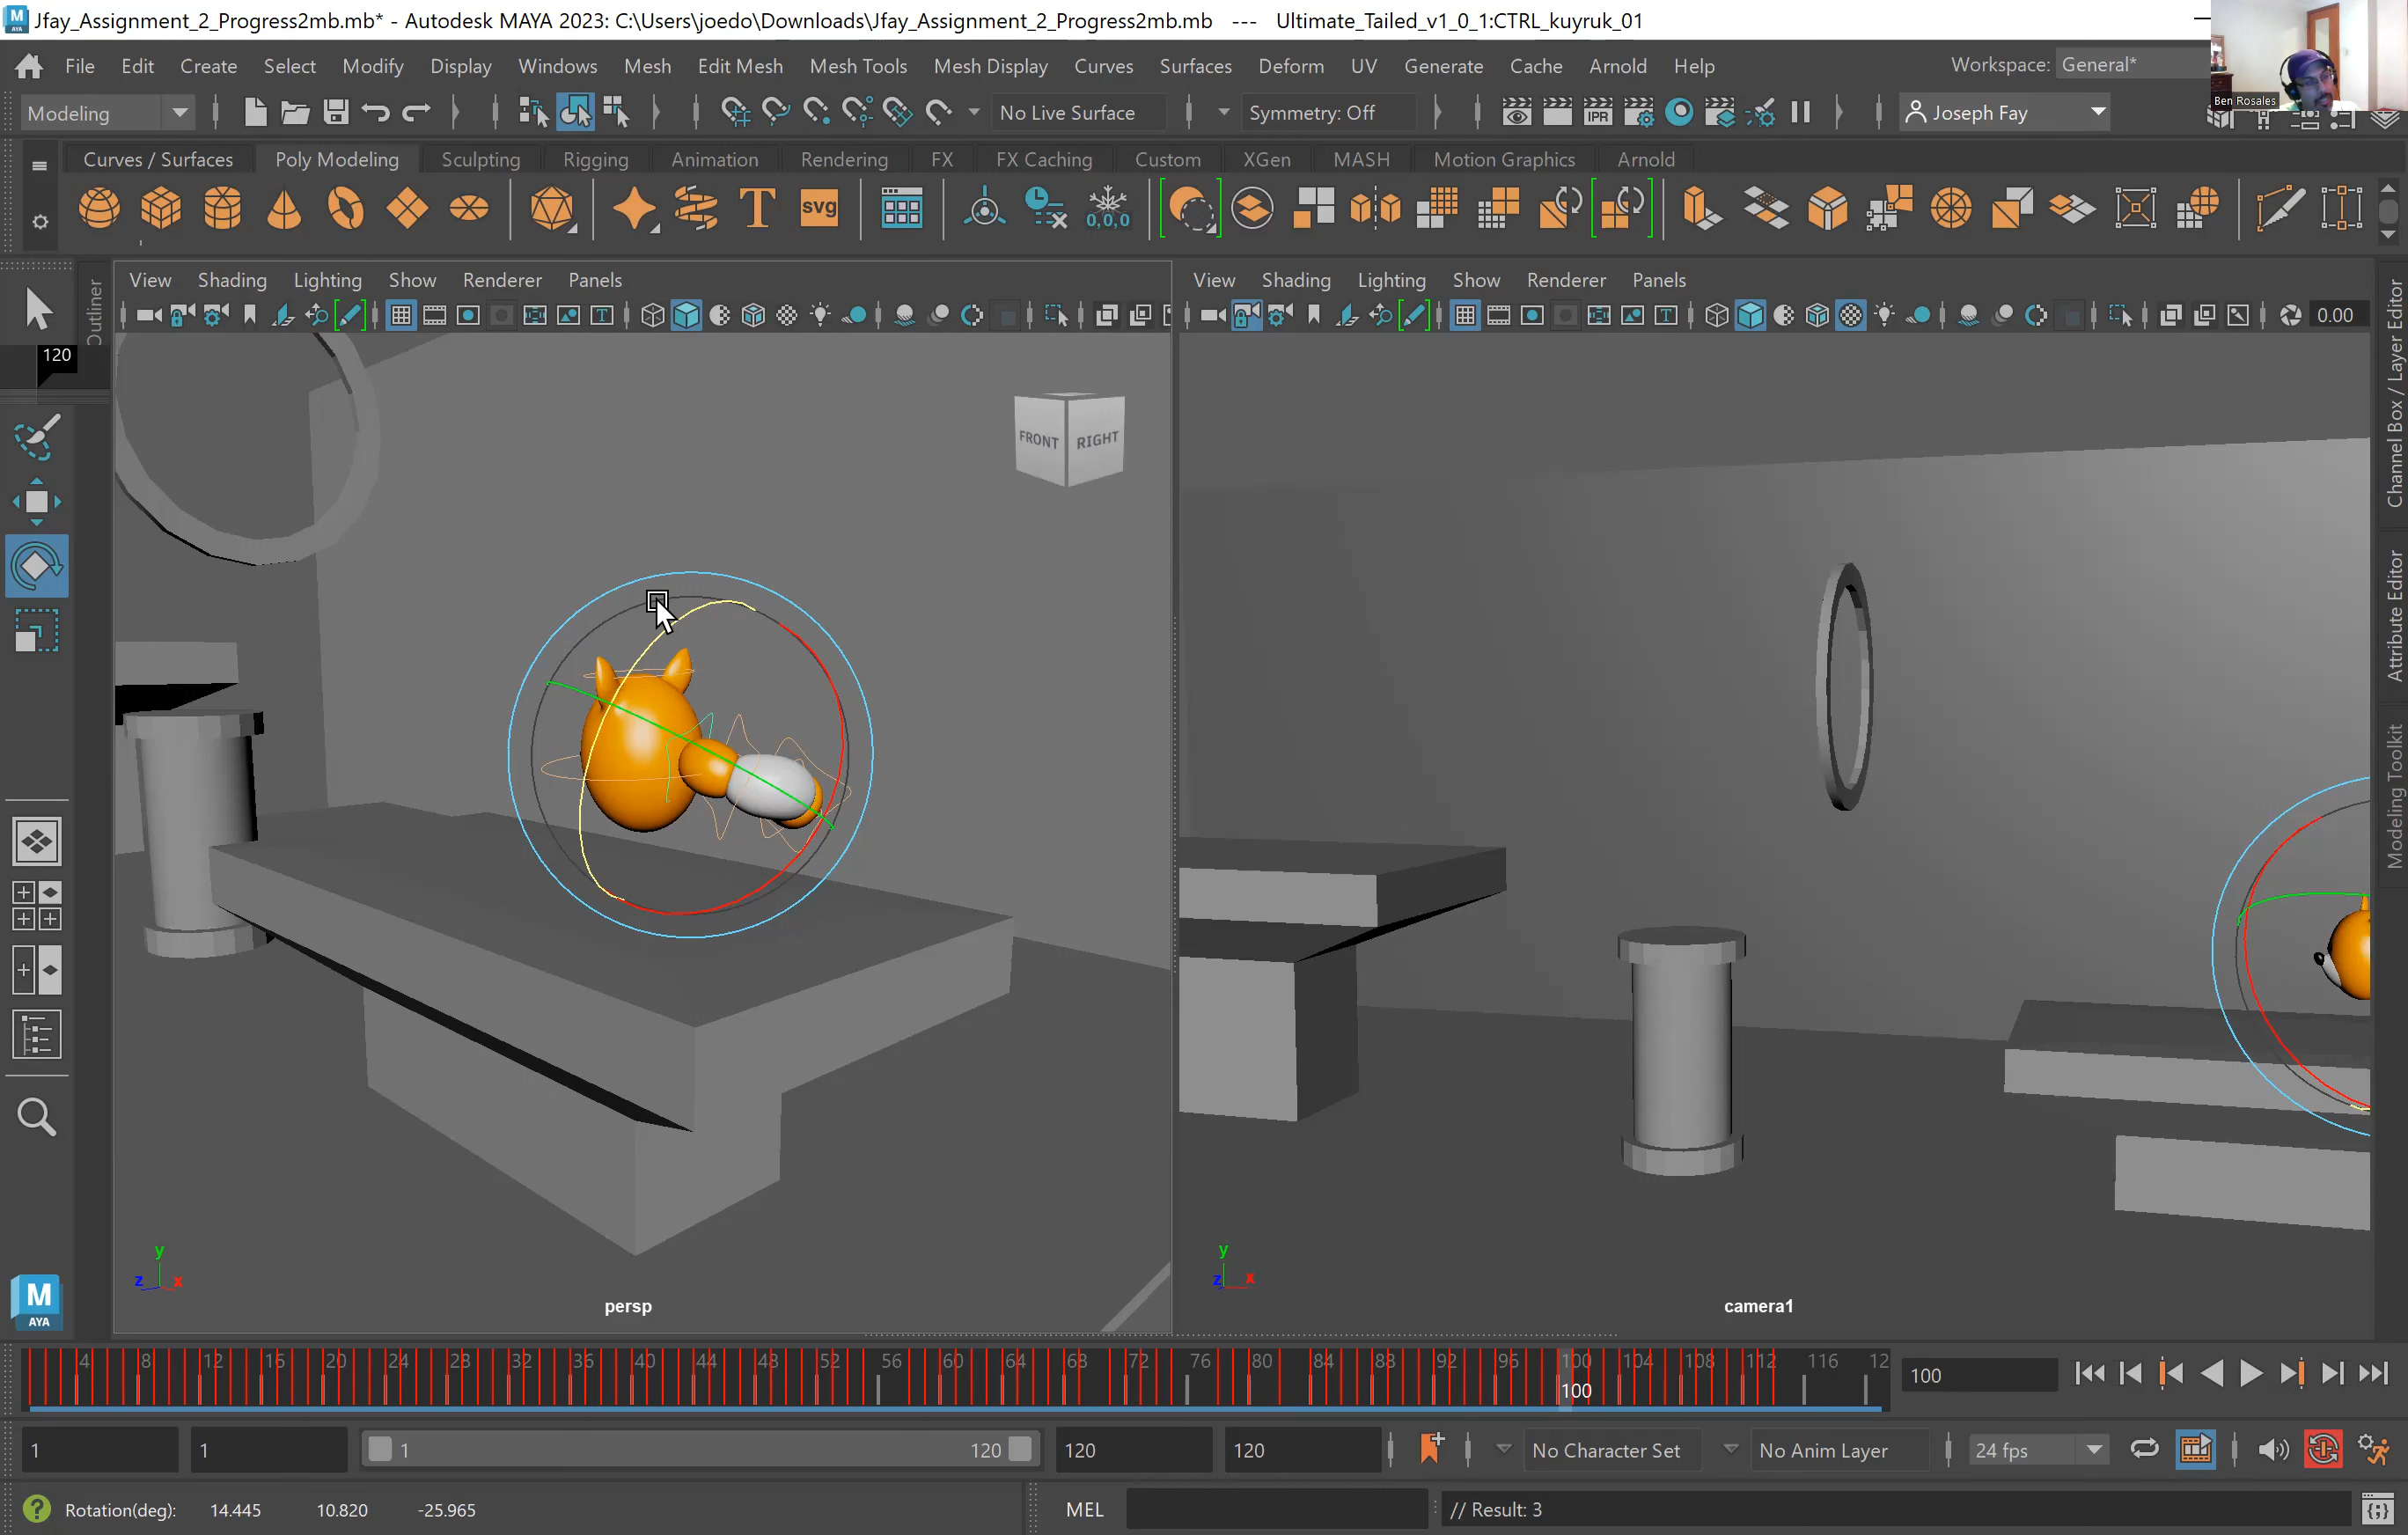 Jfay_Assignment_2_Progress2mb.mb* - Autodesk MAYA 2023: C:\Users\joedo\Downloads\Jfay_Assignment_2_Progress2mb.mb --- Ultimate_Tailed_v1_0_1:CTRL_kuyruk_01
File Edit Create Select Modify Display Windows Mesh Edit Mesh Mesh Tools Mesh Display Curves Surfaces Deform UV Generate Cache Arnold Help Workspace: General*
Ben Rosales
Modeling No Live Surface Symmetry: Off IPR Joseph Fay
Curves / Surfaces Poly Modeling Sculpting Rigging Animation Rendering FX FX Caching Custom XGen MASH Motion Graphics Arnold
T svg 0,0,0
Outliner
View Shading Lighting Show Renderer Panels
View Shading Lighting Show Renderer Panels
0.00
120
FRONT RIGHT
Channel Box / Layer Editor
Attribute Editor
Modeling Toolkit
y z x
persp
y z x
camera1
M
AYA
4 8 12 16 20 24 28 32 36 40 44 48 52 56 60 64 68 72 76 80 84 88 92 96 100 104 108 112 116 12
100
100
1 1 1 120 120 120 No Character Set No Anim Layer 24 fps
Rotation(deg): 14.445 10.820 -25.965 MEL // Result: 3